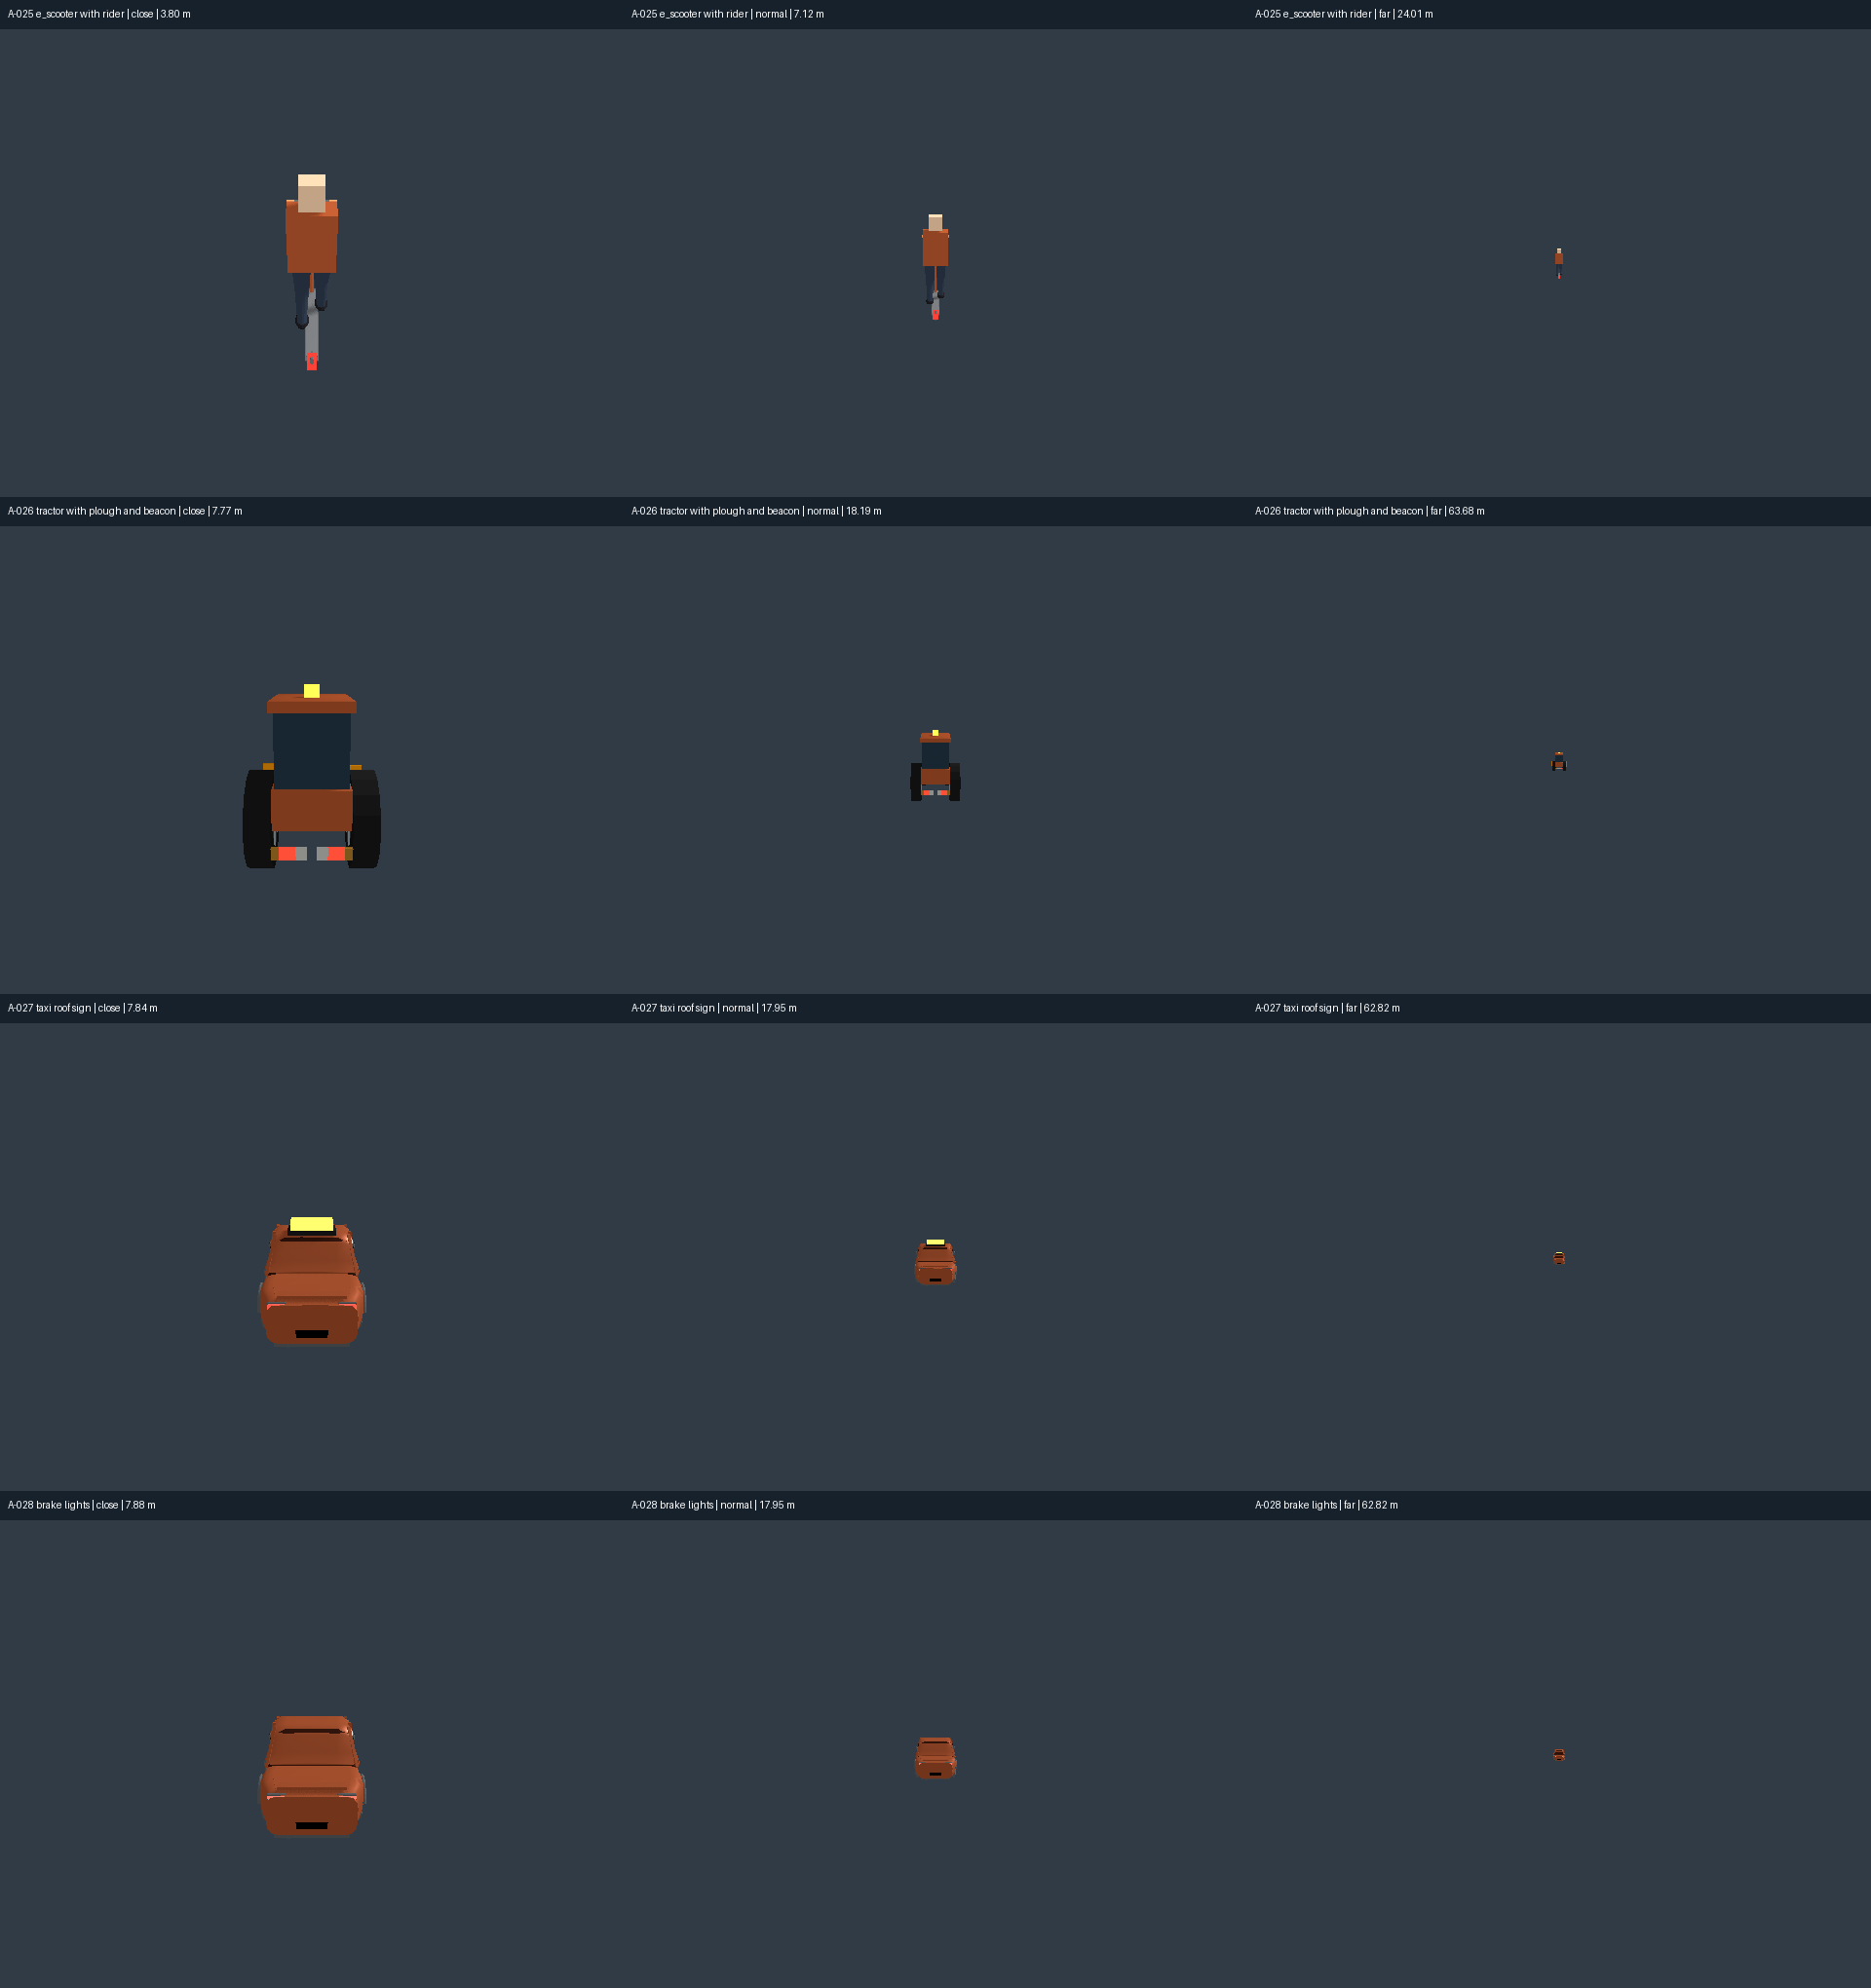 A-025 e_scooter with rider | close | 3.80 m
A-025 e_scooter with rider | normal | 7.12 m
A-025 e_scooter with rider | far | 24.01 m
A-026 tractor with plough and beacon | close | 7.77 m
A-026 tractor with plough and beacon | normal | 18.19 m
A-026 tractor with plough and beacon | far | 63.68 m
A-027 taxi roof sign | close | 7.84 m
A-027 taxi roof sign | normal | 17.95 m
A-027 taxi roof sign | far | 62.82 m
A-028 brake lights | close | 7.88 m
A-028 brake lights | normal | 17.95 m
A-028 brake lights | far | 62.82 m